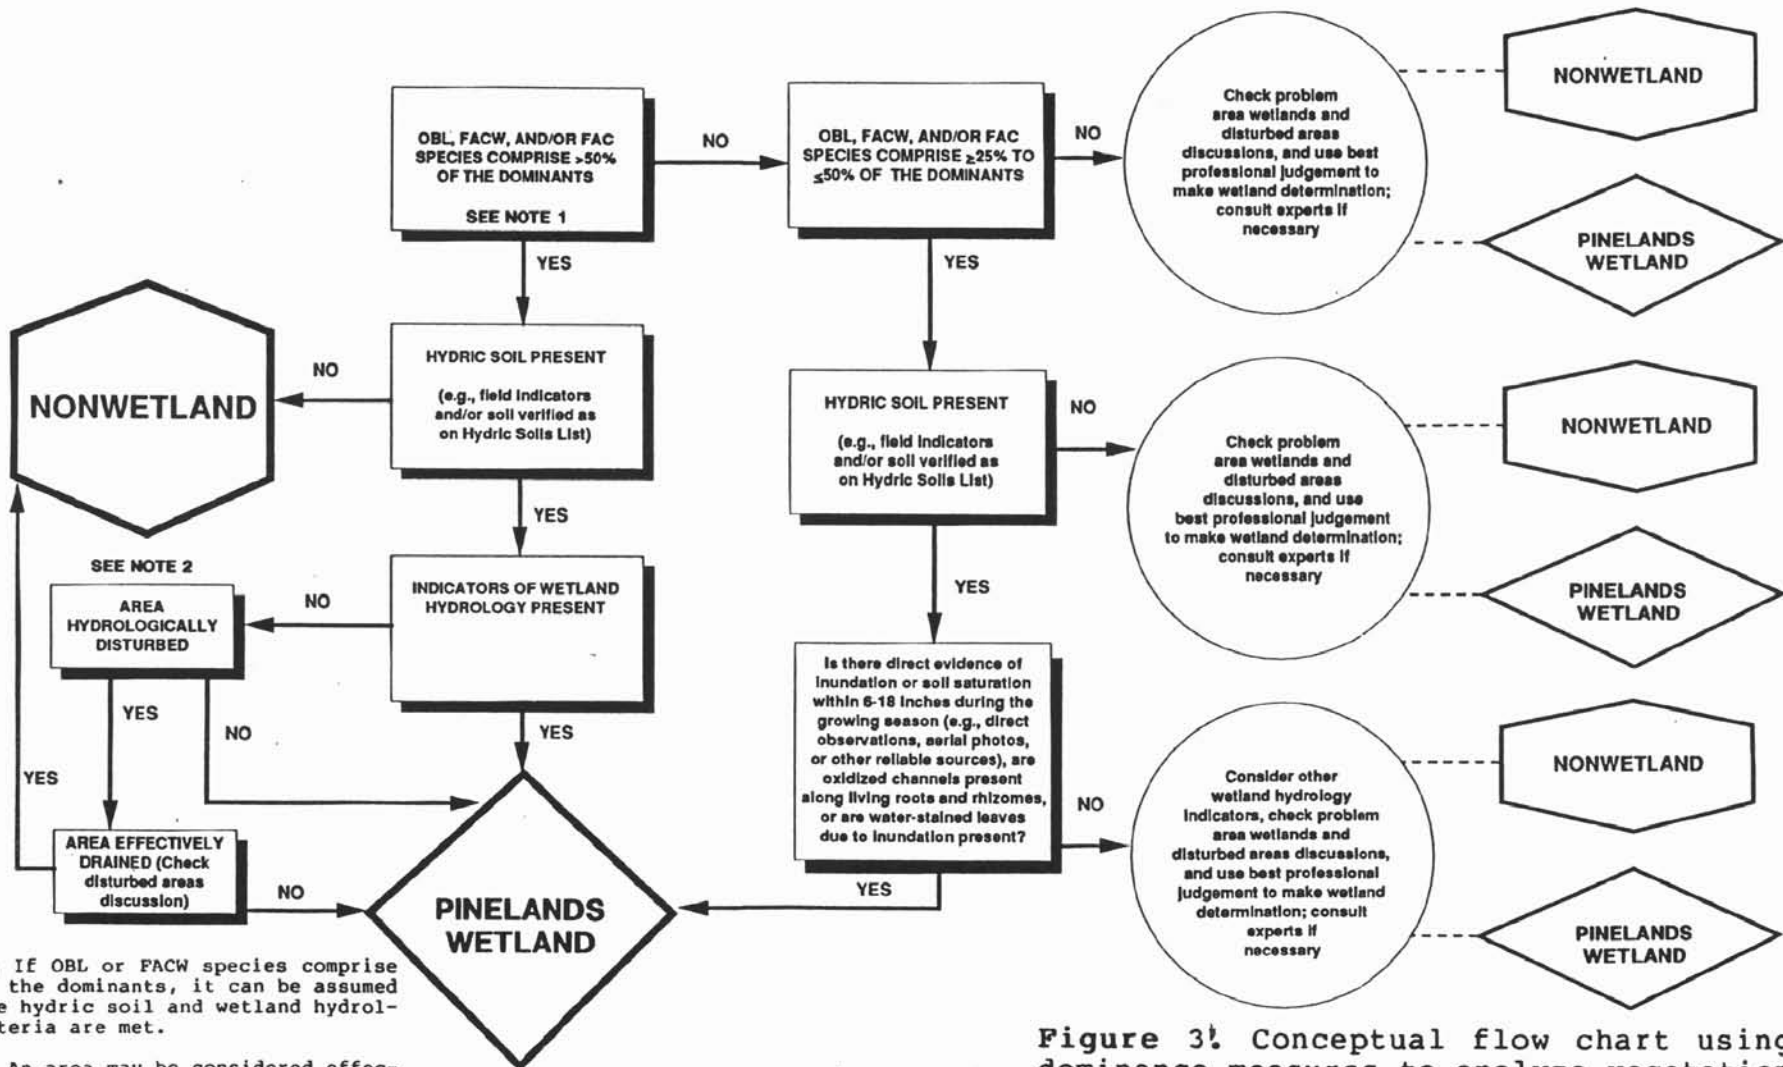 OBL, FACW, AND/OR FAC
SPECIES COMPRISE >50%
OF THE DOMINANTS
SEE NOTE 1
NO
OBL, FACW, AND/OR FAC
SPECIES COMPRISE ≥25% TO
≤50% OF THE DOMINANTS
NO
Check problem
area wetlands and
disturbed areas
discussions, and use best
professional judgement to
make wetland determination;
consult experts if
necessary
NONWETLAND
PINELANDS
WETLAND
YES
YES
NONWETLAND
NO
HYDRIC SOIL PRESENT
(e.g., field indicators
and/or soil verified as
on Hydric Soils List)
HYDRIC SOIL PRESENT
(e.g., field indicators
and/or soil verified as
on Hydric Soils List)
NO
Check problem
area wetlands and
disturbed areas
discussions, and use
best professional judgement
to make wetland determination;
consult experts if
necessary
NONWETLAND
PINELANDS
WETLAND
YES
YES
SEE NOTE 2
AREA
HYDROLOGICALLY
DISTURBED
NO
INDICATORS OF WETLAND
HYDROLOGY PRESENT
Is there direct evidence of
inundation or soil saturation
within 6-18 inches during the
growing season (e.g., direct
observations, aerial photos,
or other reliable sources), are
oxidized channels present
along living roots and rhizomes,
or are water-stained leaves
due to inundation present?
NO
Consider other
wetland hydrology
indicators, check problem
area wetlands and
disturbed areas discussions,
and use best professional
judgement to make wetland
determination; consult
experts if
necessary
NONWETLAND
PINELANDS
WETLAND
YES
NO
YES
YES
AREA EFFECTIVELY
DRAINED (Check
disturbed areas
discussion)
NO
YES
PINELANDS
WETLAND
If OBL or FACW species comprise
the dominants, it can be assumed
hydric soil and wetland hydrol-
teria are met.
An area may be considered effec-
Figure 3. Conceptual flow chart using
dominance measures to analyze vegetation